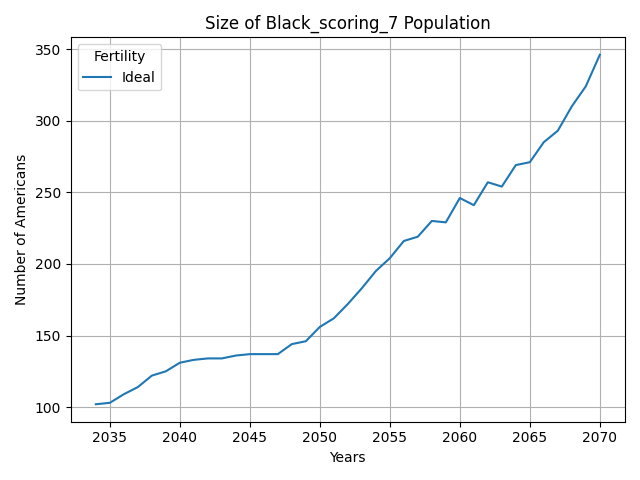 Size of Black_scoring_7 Population
Fertility
Ideal
Number of Americans
350
300
250
200
150
100
2035 2040 2045 2050 2055 2060 2065 2070
Years